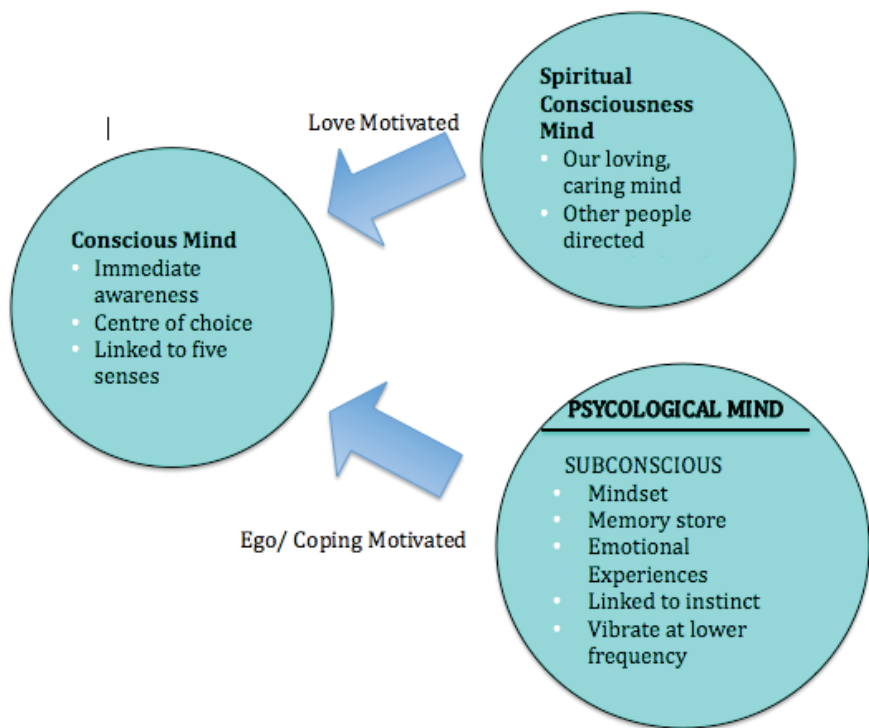 Love Motivated
Spiritual
Consciousness
Mind
• Our loving,
caring mind
• Other people
directed
Conscious Mind
• Immediate
awareness
• Centre of choice
• Linked to five
senses
Ego/ Coping Motivated
PSYCOLOGICAL MIND
SUBCONSCIOUS
• Mindset
• Memory store
• Emotional
Experiences
• Linked to instinct
• Vibrate at lower
frequency